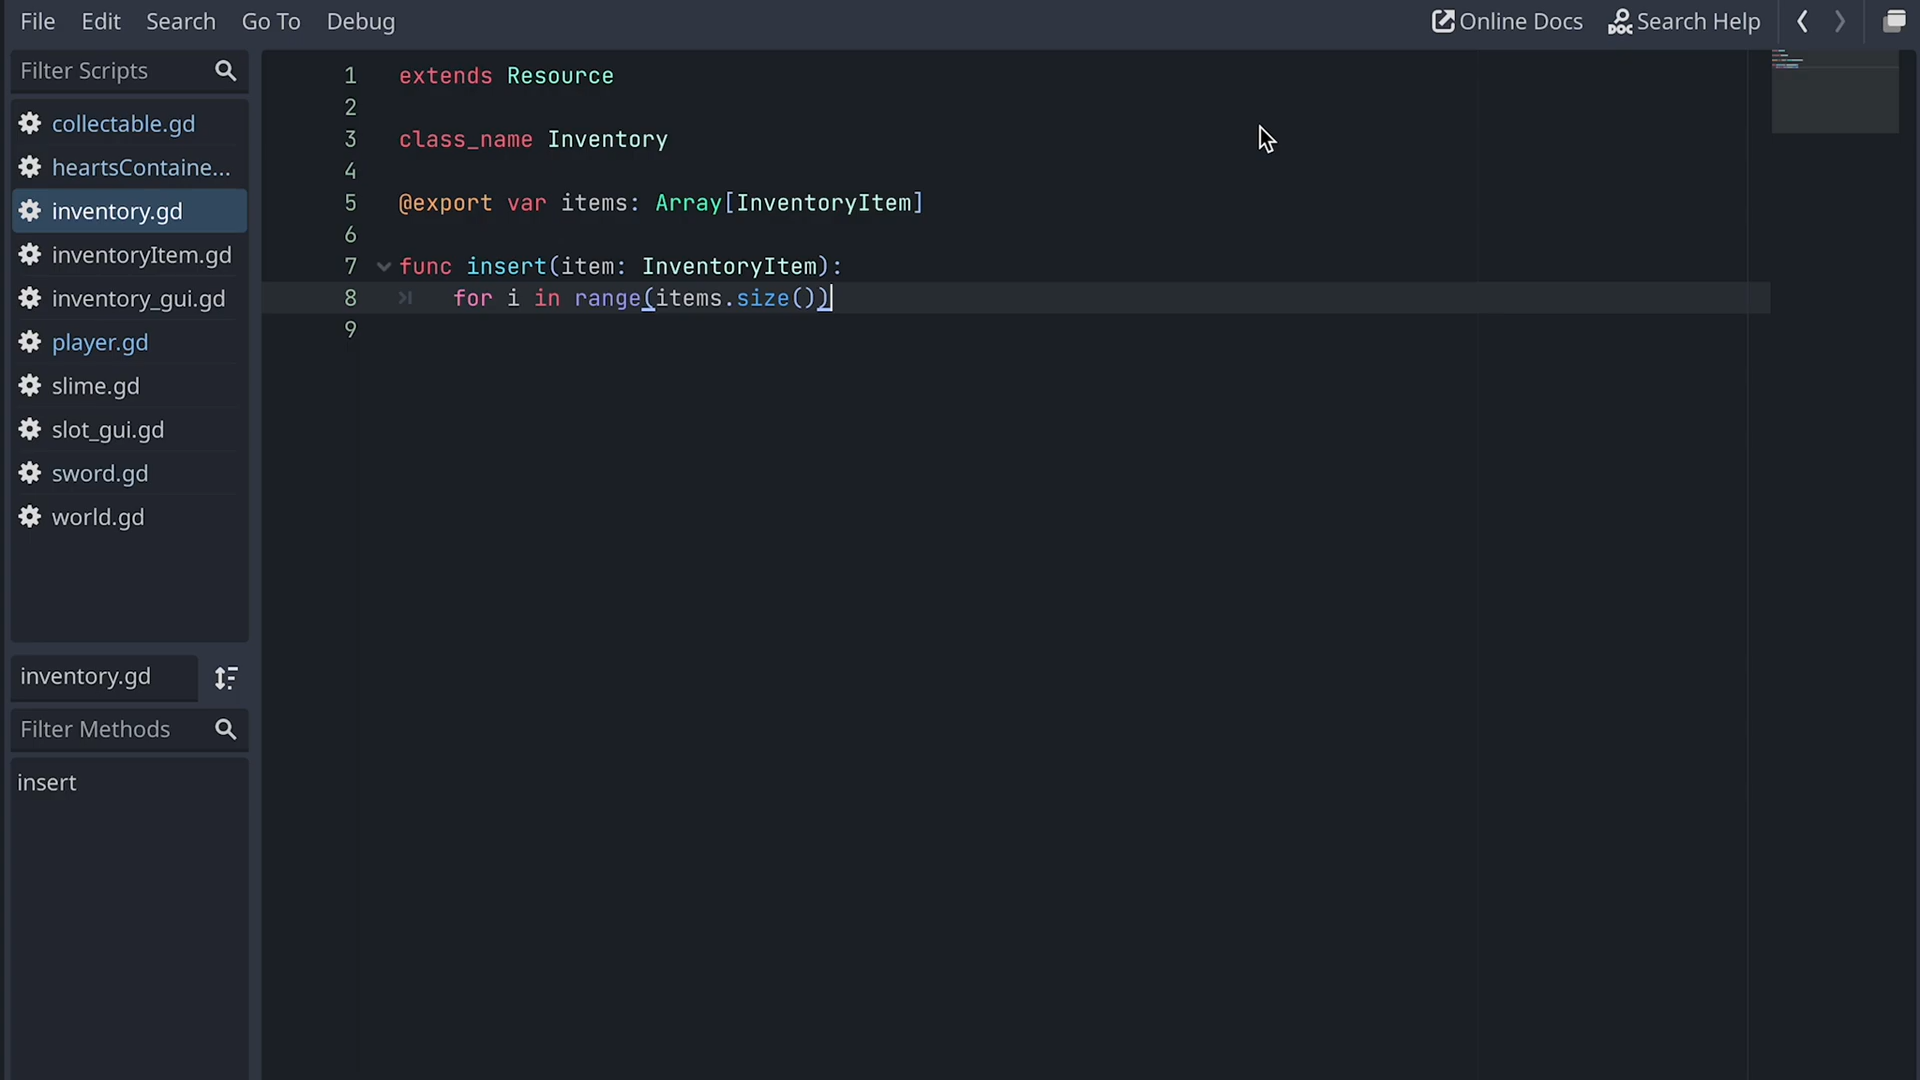 File Edit Search Go To Debug Online Docs Search Help
Filter Scripts
collectable.gd
heartsContaine...
inventory.gd
inventoryItem.gd
inventory_gui.gd
player.gd
slime.gd
slot_gui.gd
sword.gd
world.gd
inventory.gd
Filter Methods
insert
1 extends Resource
2
3 class_name Inventory
4
5 @export var items: Array[InventoryItem]
6
7 func insert(item: InventoryItem):
8 for i in range(items.size())
9